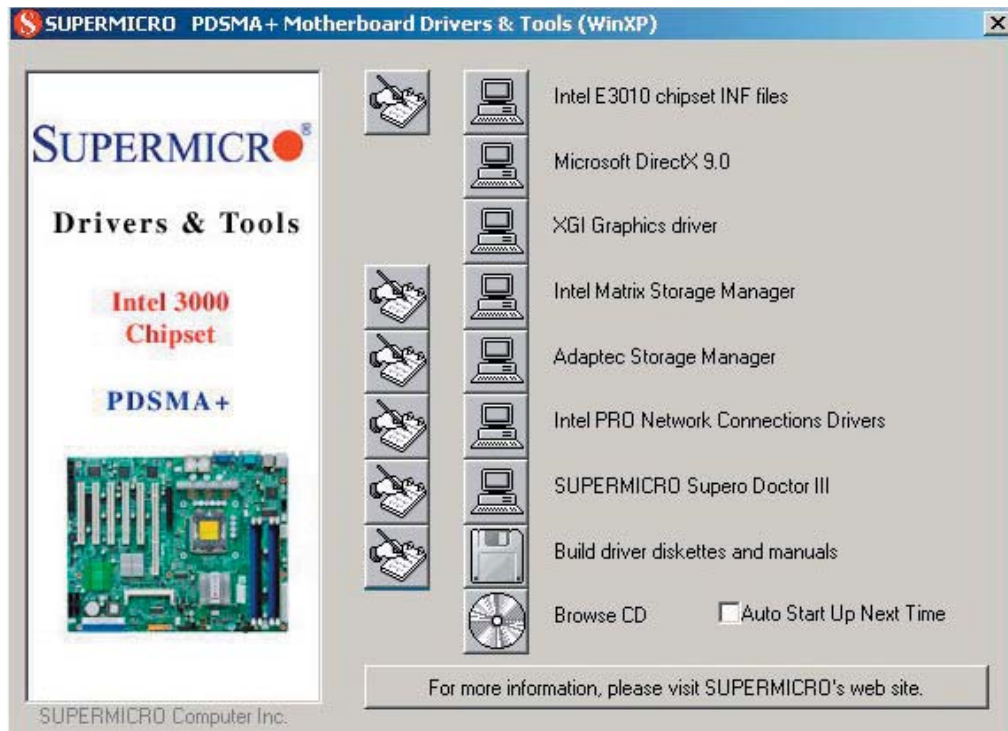 SUPERMICRO PDSMA+ Motherboard Drivers & Tools (WinXP)
SUPERMICRO®
Drivers & Tools
Intel 3000
Chipset
PDSMA+
SUPERMICRO Computer Inc.
Intel E3010 chipset INF files
Microsoft DirectX 9.0
XGI Graphics driver
Intel Matrix Storage Manager
Adaptec Storage Manager
Intel PRO Network Connections Drivers
SUPERMICRO Supero Doctor III
Build driver diskettes and manuals
Browse CD
Auto Start Up Next Time
For more information, please visit SUPERMICRO's web site.